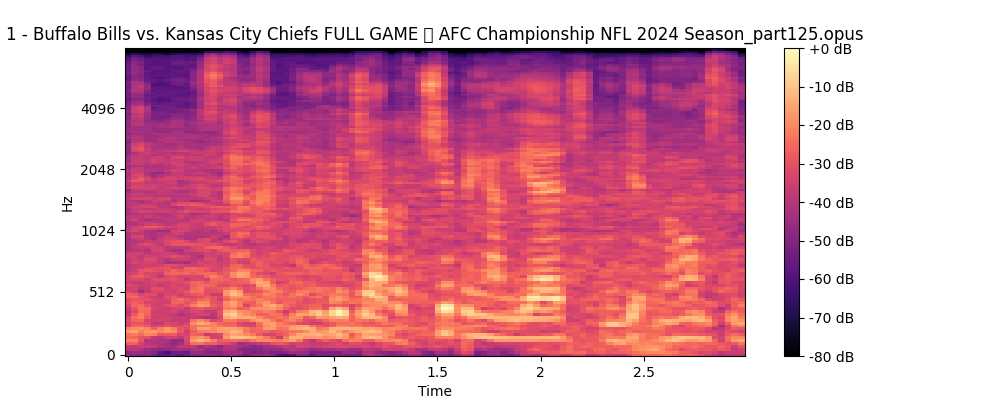 1 - Buffalo Bills vs. Kansas City Chiefs FULL GAME ▯ AFC Championship NFL 2024 Season_part125.opus
Hz
4096
2048
1024
512
0
0 0.5 1 1.5 2 2.5
Time
+0 dB
-10 dB
-20 dB
-30 dB
-40 dB
-50 dB
-60 dB
-70 dB
-80 dB